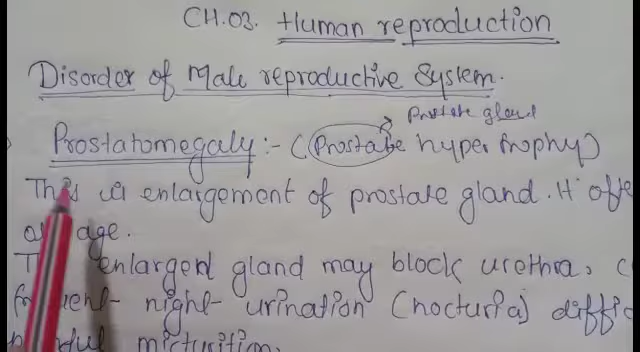 CH.03. Human reproduction
Disorder of Male reproductive System.
Prostate gland
Prostatomegaly :- (Prostate hypertrophy)
This is enlargement of prostate gland. It
age.
enlarged gland may block urethra,
night urination (nocturia)
micturition.